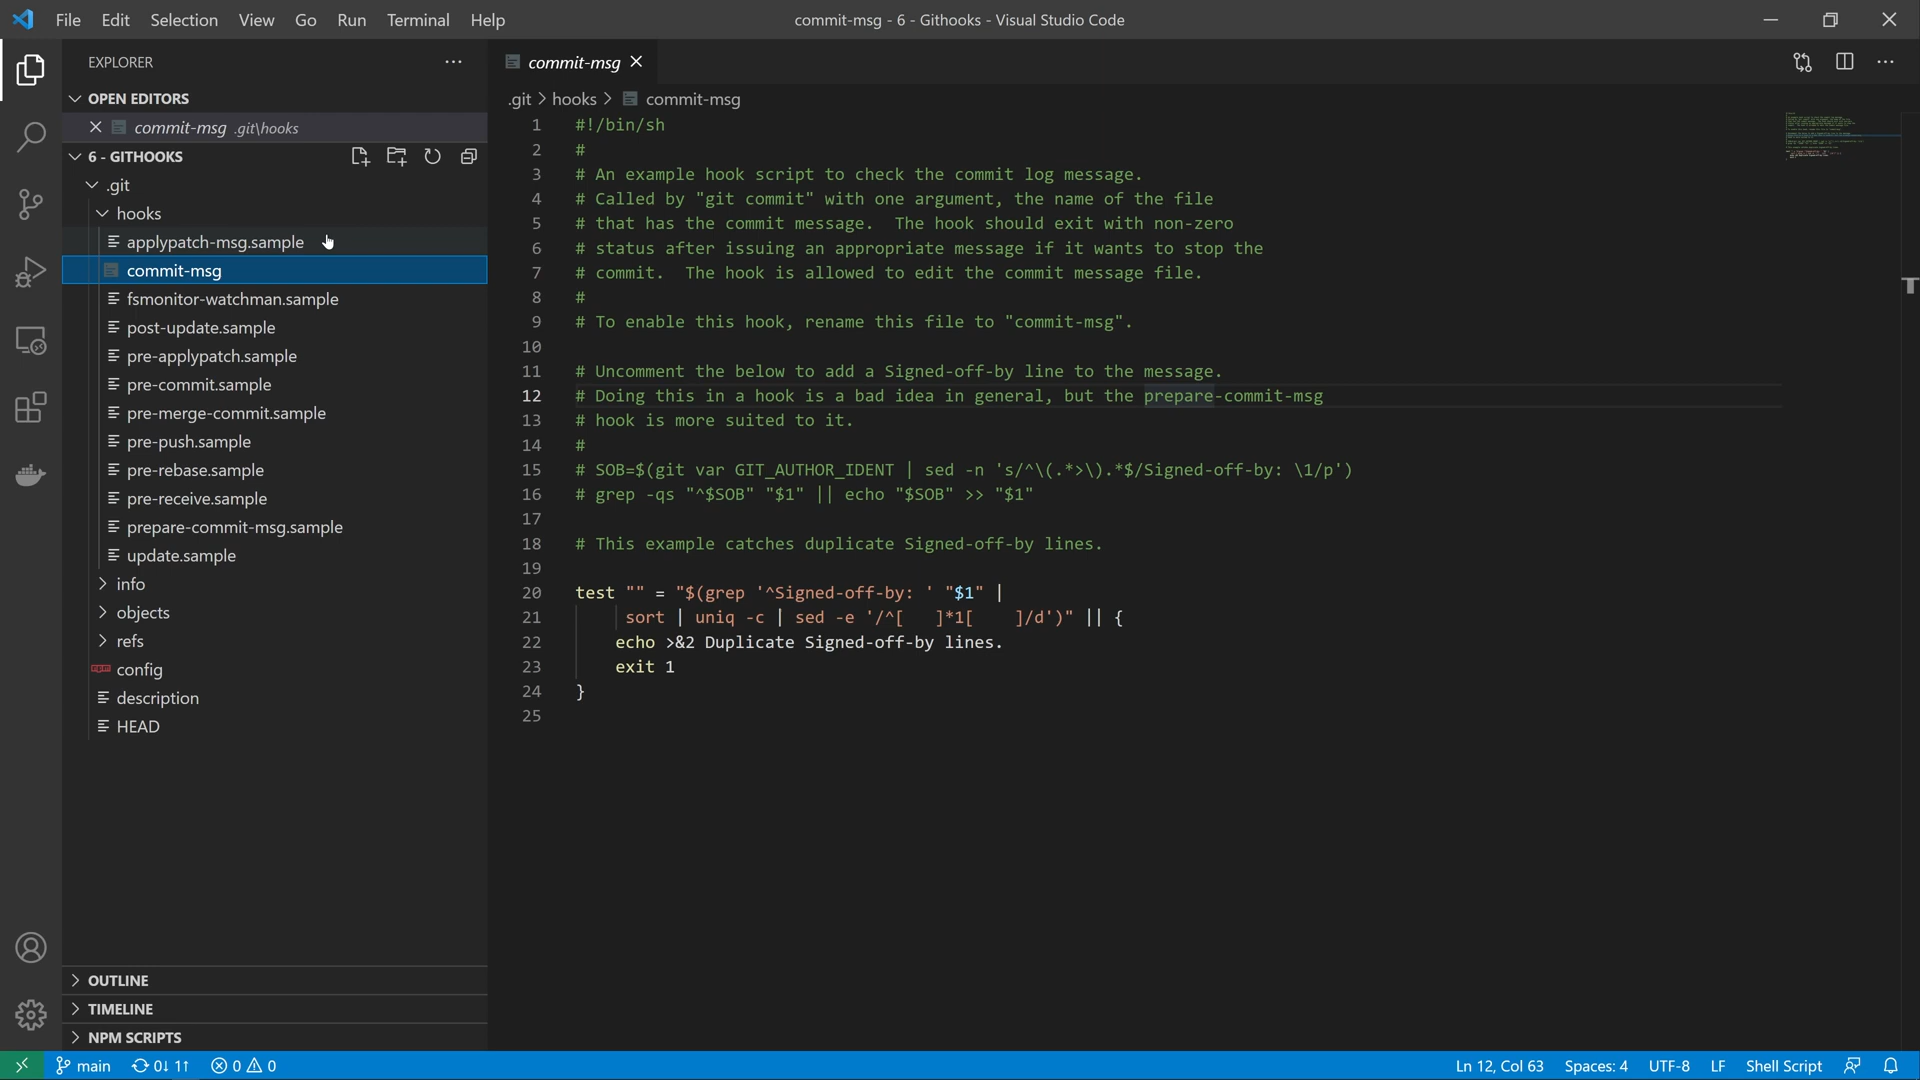 File Edit Selection View Go Run Terminal Help
commit-msg - 6 - Githooks - Visual Studio Code
EXPLORER
OPEN EDITORS
commit-msg .git\hooks
6 - GITHOOKS
.git
hooks
applypatch-msg.sample
commit-msg
fsmonitor-watchman.sample
post-update.sample
pre-applypatch.sample
pre-commit.sample
pre-merge-commit.sample
pre-push.sample
pre-rebase.sample
pre-receive.sample
prepare-commit-msg.sample
update.sample
info
objects
refs
config
description
HEAD
OUTLINE
TIMELINE
NPM SCRIPTS
commit-msg
.git > hooks > commit-msg
1 #!/bin/sh
2 #
3 # An example hook script to check the commit log message.
4 # Called by "git commit" with one argument, the name of the file
5 # that has the commit message.  The hook should exit with non-zero
6 # status after issuing an appropriate message if it wants to stop the
7 # commit.  The hook is allowed to edit the commit message file.
8 #
9 # To enable this hook, rename this file to "commit-msg".
10
11 # Uncomment the below to add a Signed-off-by line to the message.
12 # Doing this in a hook is a bad idea in general, but the prepare-commit-msg
13 # hook is more suited to it.
14 #
15 # SOB=$(git var GIT_AUTHOR_IDENT | sed -n 's/^\(.*>\).*$/Signed-off-by: \1/p')
16 # grep -qs "^$SOB" "$1" || echo "$SOB" >> "$1"
17
18 # This example catches duplicate Signed-off-by lines.
19
20 test "" = "$(grep '^Signed-off-by: ' "$1" |
21      sort | uniq -c | sed -e '/^[   ]*1[    ]/d')" || {
22     echo >&2 Duplicate Signed-off-by lines.
23     exit 1
24 }
25
main 0↓ 1↑ 0 0
Ln 12, Col 63 Spaces: 4 UTF-8 LF Shell Script